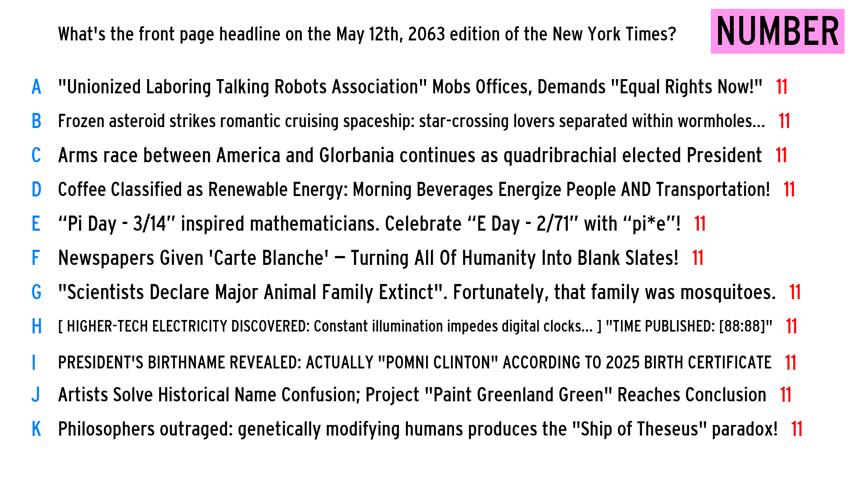 What's the front page headline on the May 12th, 2063 edition of the New York Times? NUMBER
A "Unionized Laboring Talking Robots Association" Mobs Offices, Demands "Equal Rights Now!" 11
B Frozen asteroid strikes romantic cruising spaceship: star-crossing lovers separated within wormholes... 11
C Arms race between America and Glorbania continues as quadribrachial elected President 11
D Coffee Classified as Renewable Energy: Morning Beverages Energize People AND Transportation! 11
E “Pi Day - 3/14” inspired mathematicians. Celebrate “E Day - 2/71” with “pi*e”! 11
F Newspapers Given 'Carte Blanche' – Turning All Of Humanity Into Blank Slates! 11
G "Scientists Declare Major Animal Family Extinct". Fortunately, that family was mosquitoes. 11
H [ HIGHER-TECH ELECTRICITY DISCOVERED: Constant illumination impedes digital clocks... ] "TIME PUBLISHED: [88:88]" 11
I PRESIDENT'S BIRTHNAME REVEALED: ACTUALLY "POMNI CLINTON" ACCORDING TO 2025 BIRTH CERTIFICATE 11
J Artists Solve Historical Name Confusion; Project "Paint Greenland Green" Reaches Conclusion 11
K Philosophers outraged: genetically modifying humans produces the "Ship of Theseus" paradox! 11